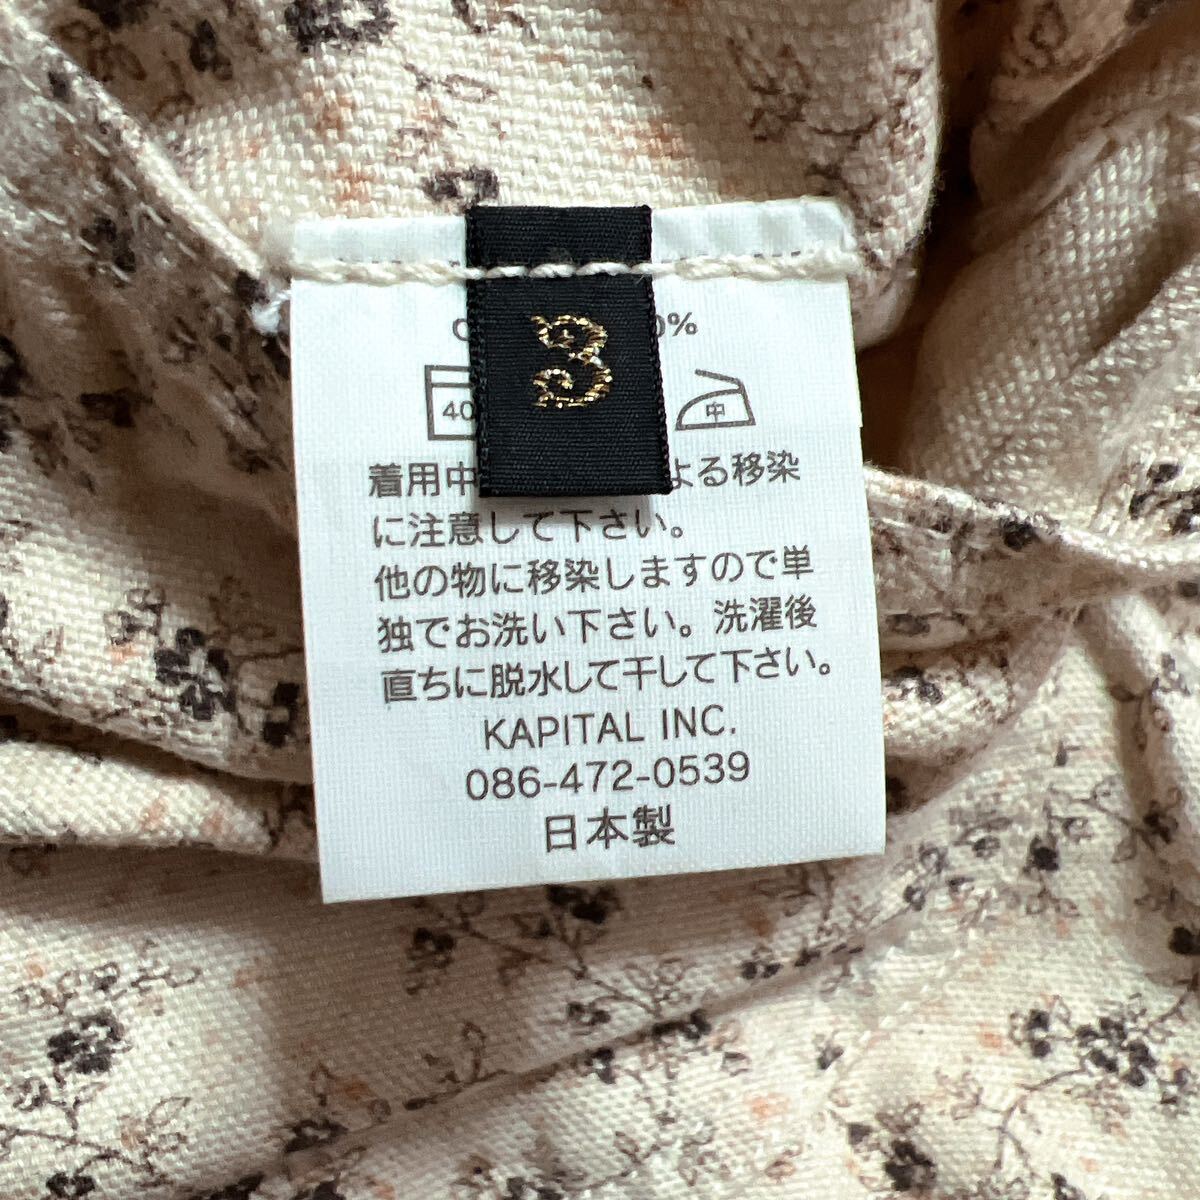 3
0%
40
中
着用中 よる移染
に注意して下さい。
他の物に移染しますので単
独でお洗い下さい。洗濯後
直ちに脱水して干して下さい。
KAPITAL INC.
086-472-0539
日本製